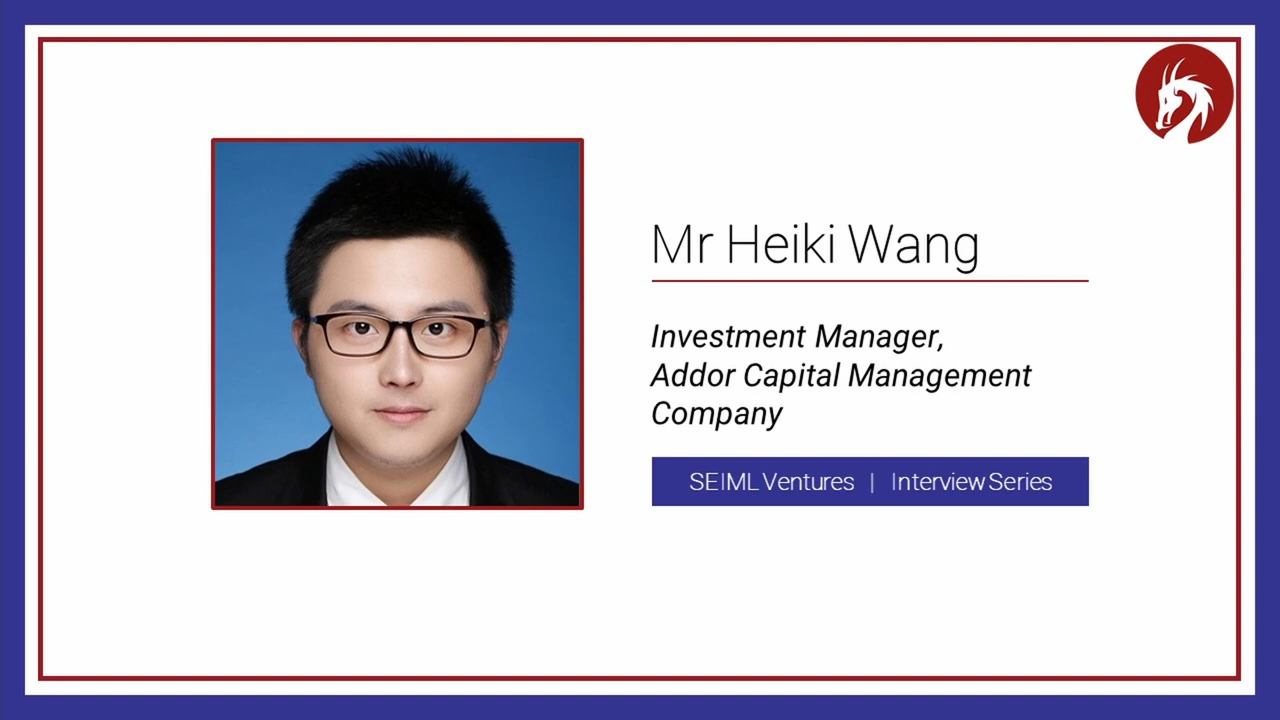 Mr Heiki Wang
Investment Manager,
Addor Capital Management
Company
SEIML Ventures | Interview Series